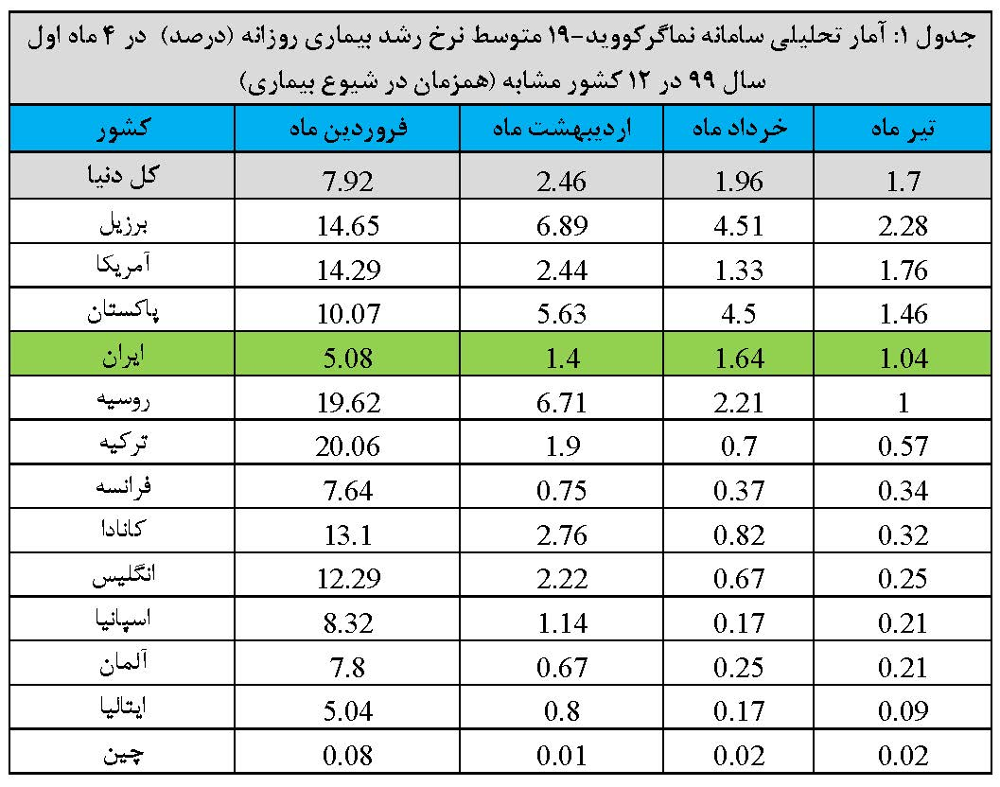 جدول ۱: آمار تحلیلی سامانه نماگرکووید-۱۹ متوسط نرخ رشد بیماری روزانه (درصد) در ۴ ماه اول
سال ۹۹ در ۱۲ کشور مشابه (همزمان در شیوع بیماری)
کشور فروردین ماه اردیبهشت ماه خرداد ماه تیر ماه
کل دنیا 7.92 2.46 1.96 1.7
برزیل 14.65 6.89 4.51 2.28
آمریکا 14.29 2.44 1.33 1.76
پاکستان 10.07 5.63 4.5 1.46
ایران 5.08 1.4 1.64 1.04
روسیه 19.62 6.71 2.21 1
ترکیه 20.06 1.9 0.7 0.57
فرانسه 7.64 0.75 0.37 0.34
کانادا 13.1 2.76 0.82 0.32
انگلیس 12.29 2.22 0.67 0.25
اسپانیا 8.32 1.14 0.17 0.21
آلمان 7.8 0.67 0.25 0.21
ایتالیا 5.04 0.8 0.17 0.09
چین 0.08 0.01 0.02 0.02